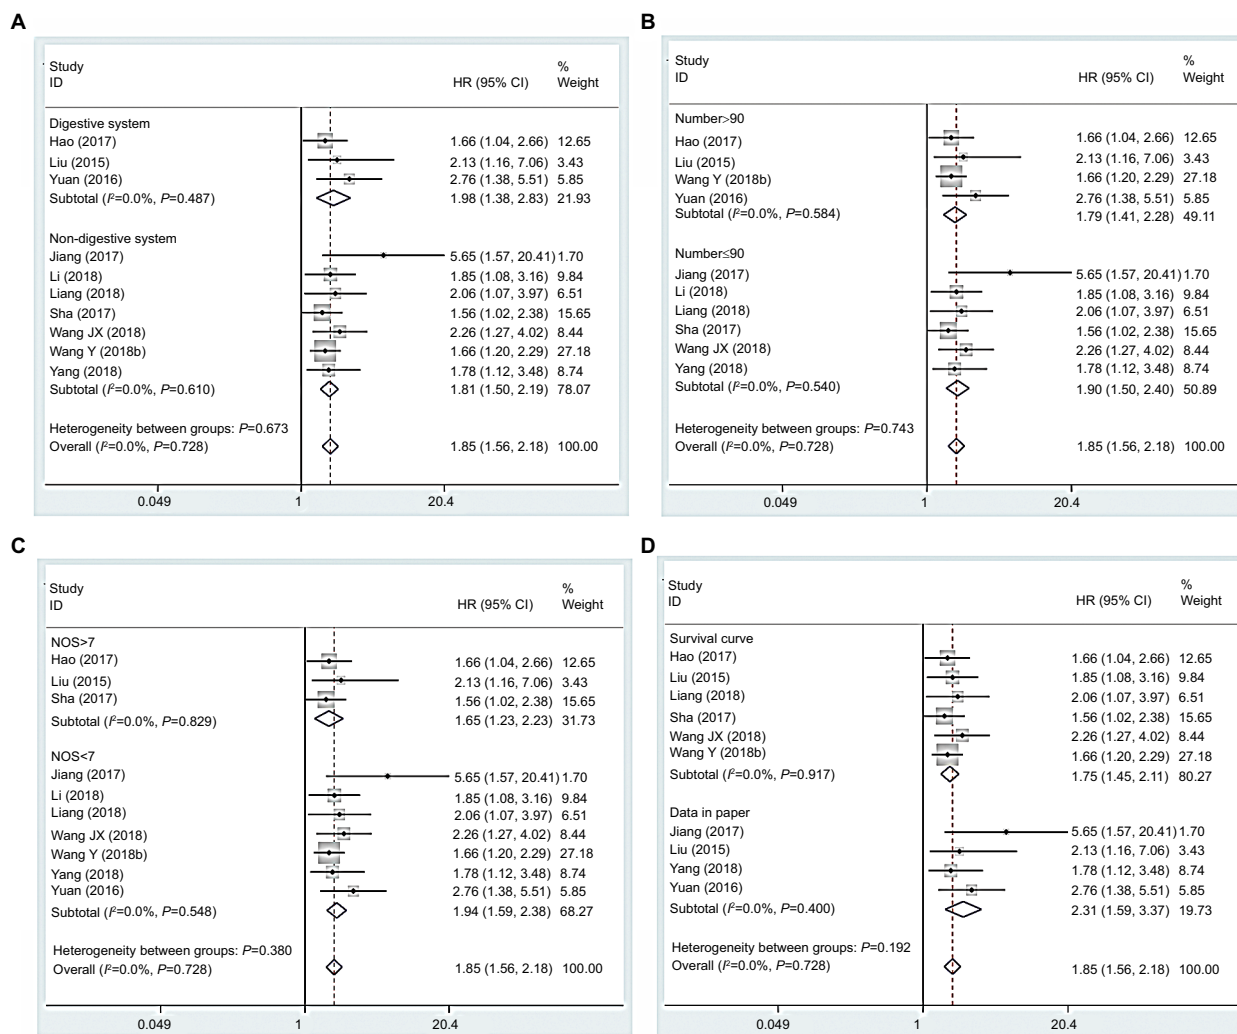 A
Study
ID
HR (95% CI)
%
Weight
Digestive system
Hao (2017) 1.66 (1.04, 2.66) 12.65
Liu (2015) 2.13 (1.16, 7.06) 3.43
Yuan (2016) 2.76 (1.38, 5.51) 5.85
Subtotal (I²=0.0%, P=0.487) 1.98 (1.38, 2.83) 21.93
Non-digestive system
Jiang (2017) 5.65 (1.57, 20.41) 1.70
Li (2018) 1.85 (1.08, 3.16) 9.84
Liang (2018) 2.06 (1.07, 3.97) 6.51
Sha (2017) 1.56 (1.02, 2.38) 15.65
Wang JX (2018) 2.26 (1.27, 4.02) 8.44
Wang Y (2018b) 1.66 (1.20, 2.29) 27.18
Yang (2018) 1.78 (1.12, 3.48) 8.74
Subtotal (I²=0.0%, P=0.610) 1.81 (1.50, 2.19) 78.07
Heterogeneity between groups: P=0.673
Overall (I²=0.0%, P=0.728) 1.85 (1.56, 2.18) 100.00
0.049 1 20.4
B
Study
ID
HR (95% CI)
%
Weight
Number>90
Hao (2017) 1.66 (1.04, 2.66) 12.65
Liu (2015) 2.13 (1.16, 7.06) 3.43
Wang Y (2018b) 1.66 (1.20, 2.29) 27.18
Yuan (2016) 2.76 (1.38, 5.51) 5.85
Subtotal (I²=0.0%, P=0.584) 1.79 (1.41, 2.28) 49.11
Number≤90
Jiang (2017) 5.65 (1.57, 20.41) 1.70
Li (2018) 1.85 (1.08, 3.16) 9.84
Liang (2018) 2.06 (1.07, 3.97) 6.51
Sha (2017) 1.56 (1.02, 2.38) 15.65
Wang JX (2018) 2.26 (1.27, 4.02) 8.44
Yang (2018) 1.78 (1.12, 3.48) 8.74
Subtotal (I²=0.0%, P=0.540) 1.90 (1.50, 2.40) 50.89
Heterogeneity between groups: P=0.743
Overall (I²=0.0%, P=0.728) 1.85 (1.56, 2.18) 100.00
0.049 1 20.4
C
Study
ID
HR (95% CI)
%
Weight
NOS>7
Hao (2017) 1.66 (1.04, 2.66) 12.65
Liu (2015) 2.13 (1.16, 7.06) 3.43
Sha (2017) 1.56 (1.02, 2.38) 15.65
Subtotal (I²=0.0%, P=0.829) 1.65 (1.23, 2.23) 31.73
NOS<7
Jiang (2017) 5.65 (1.57, 20.41) 1.70
Li (2018) 1.85 (1.08, 3.16) 9.84
Liang (2018) 2.06 (1.07, 3.97) 6.51
Wang JX (2018) 2.26 (1.27, 4.02) 8.44
Wang Y (2018b) 1.66 (1.20, 2.29) 27.18
Yang (2018) 1.78 (1.12, 3.48) 8.74
Yuan (2016) 2.76 (1.38, 5.51) 5.85
Subtotal (I²=0.0%, P=0.548) 1.94 (1.59, 2.38) 68.27
Heterogeneity between groups: P=0.380
Overall (I²=0.0%, P=0.728) 1.85 (1.56, 2.18) 100.00
0.049 1 20.4
D
Study
ID
HR (95% CI)
%
Weight
Survival curve
Hao (2017) 1.66 (1.04, 2.66) 12.65
Liu (2015) 1.85 (1.08, 3.16) 9.84
Liang (2018) 2.06 (1.07, 3.97) 6.51
Sha (2017) 1.56 (1.02, 2.38) 15.65
Wang JX (2018) 2.26 (1.27, 4.02) 8.44
Wang Y (2018b) 1.66 (1.20, 2.29) 27.18
Subtotal (I²=0.0%, P=0.917) 1.75 (1.45, 2.11) 80.27
Data in paper
Jiang (2017) 5.65 (1.57, 20.41) 1.70
Liu (2015) 2.13 (1.16, 7.06) 3.43
Yang (2018) 1.78 (1.12, 3.48) 8.74
Yuan (2016) 2.76 (1.38, 5.51) 5.85
Subtotal (I²=0.0%, P=0.400) 2.31 (1.59, 3.37) 19.73
Heterogeneity between groups: P=0.192
Overall (I²=0.0%, P=0.728) 1.85 (1.56, 2.18) 100.00
0.049 1 20.4